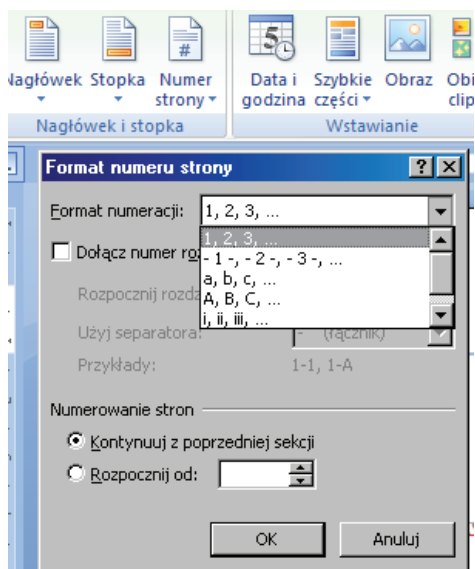 Nagłówek Stopka Numer strony
Data i godzina Szybkie części Obraz
Nagłówek i stopka
Wstawianie
Format numeru strony
Format numeracji: 1, 2, 3, ...
1, 2, 3, ...
- 1 -, - 2 -, - 3 -, ...
a, b, c, ...
A, B, C, ...
i, ii, iii, ...
Dołącz numer
Rozpocznij
Użyj separatora: - (łącznik)
Przykłady: 1-1, 1-A
Numerowanie stron
Kontynuuj z poprzedniej sekcji
Rozpocznij od:
OK Anuluj